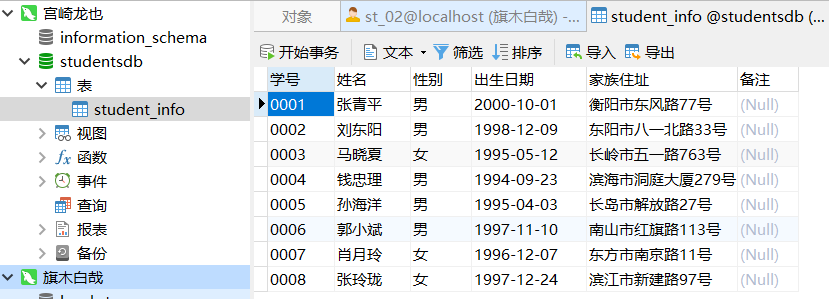 宫崎龙也
information_schema
studentsdb
表
student_info
视图
函数
事件
查询
报表
备份
旗木白哉
对象 st_02@localhost (旗木白哉) -... student_info @studentsdb (...
开始事务 文本 筛选 排序 导入 导出
学号 姓名 性别 出生日期 家族住址 备注
0001 张青平 男 2000-10-01 衡阳市东风路77号 (Null)
0002 刘东阳 男 1998-12-09 东阳市八一北路33号 (Null)
0003 马晓夏 女 1995-05-12 长岭市五一路763号 (Null)
0004 钱忠理 男 1994-09-23 滨海市洞庭大厦279号 (Null)
0005 孙海洋 男 1995-04-03 长岛市解放路27号 (Null)
0006 郭小斌 男 1997-11-10 南山市红旗路113号 (Null)
0007 肖月玲 女 1996-12-07 东方市南京路11号 (Null)
0008 张玲珑 女 1997-12-24 滨江市新建路97号 (Null)